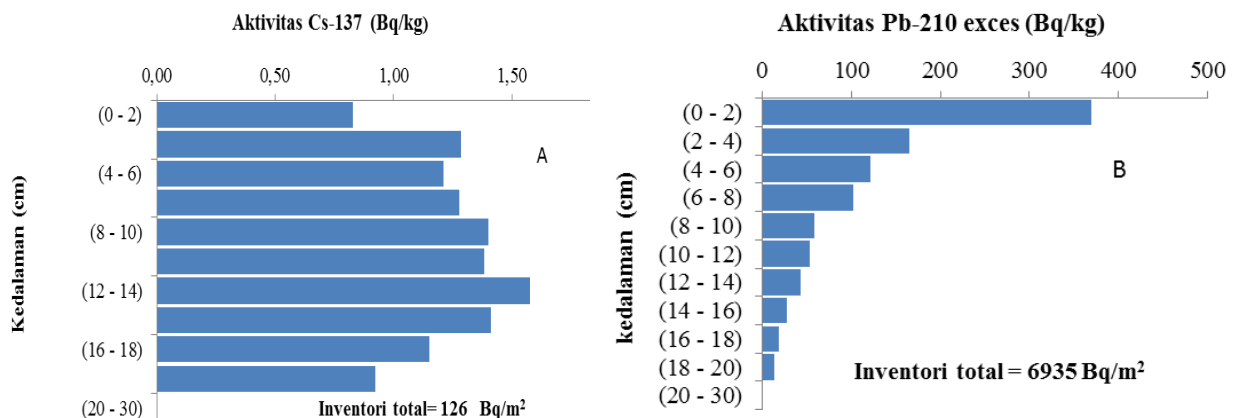 Aktivitas Cs-137 (Bq/kg)
0,00 0,50 1,00 1,50
Kedalaman (cm)
(0 - 2)
(4 - 6)
(8 - 10)
(12 - 14)
(16 - 18)
(20 - 30)
A
Inventori total= 126 Bq/m²
Aktivitas Pb-210 exces (Bq/kg)
0 100 200 300 400 500
kedalaman (cm)
(0 - 2)
(2 - 4)
(4 - 6)
(6 - 8)
(8 - 10)
(10 - 12)
(12 - 14)
(14 - 16)
(16 - 18)
(18 - 20)
(20 - 30)
B
Inventori total = 6935 Bq/m²